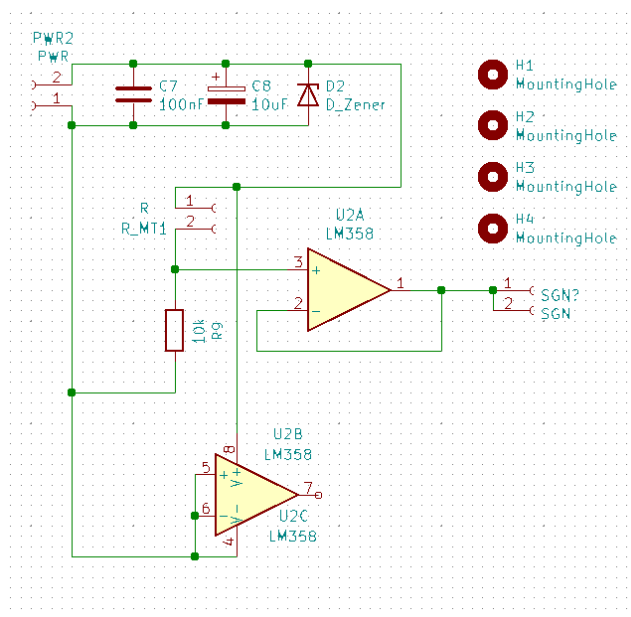 PWR2
PWR
2
1
C7
100nF
+
C8
10uF
D2
D_Zener
H1
MountingHole
H2
MountingHole
H3
MountingHole
H4
MountingHole
R
R_MT1
1
2
U2A
LM358
3
+
2
-
1
1
2
SGN?
SGN
10k
R9
U2B
LM358
8
V+
5
+
6
-
7
V-
4
U2C
LM358